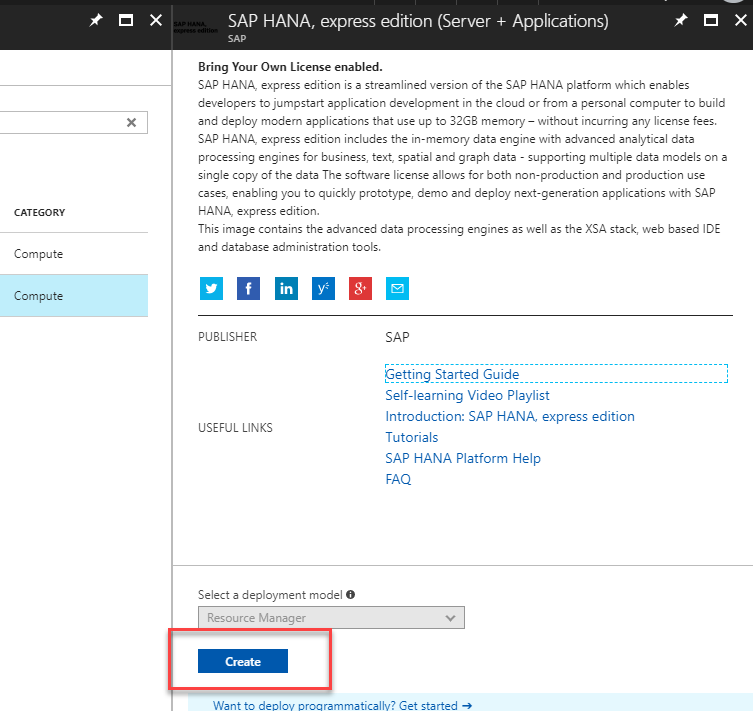 SAP HANA, express edition (Server + Applications)
SAP HANA,
express edition
SAP
Bring Your Own License enabled.
SAP HANA, express edition is a streamlined version of the SAP HANA platform which enables
developers to jumpstart application development in the cloud or from a personal computer to build
and deploy modern applications that use up to 32GB memory – without incurring any license fees.
SAP HANA, express edition includes the in-memory data engine with advanced analytical data
processing engines for business, text, spatial and graph data - supporting multiple data models on a
single copy of the data The software license allows for both non-production and production use
cases, enabling you to quickly prototype, demo and deploy next-generation applications with SAP
HANA, express edition.
This image contains the advanced data processing engines as well as the XSA stack, web based IDE
and database administration tools.
CATEGORY
Compute
Compute
PUBLISHER
SAP
USEFUL LINKS
Getting Started Guide
Self-learning Video Playlist
Introduction: SAP HANA, express edition
Tutorials
SAP HANA Platform Help
FAQ
Select a deployment model
Resource Manager
Create
Want to deploy programmatically? Get started →